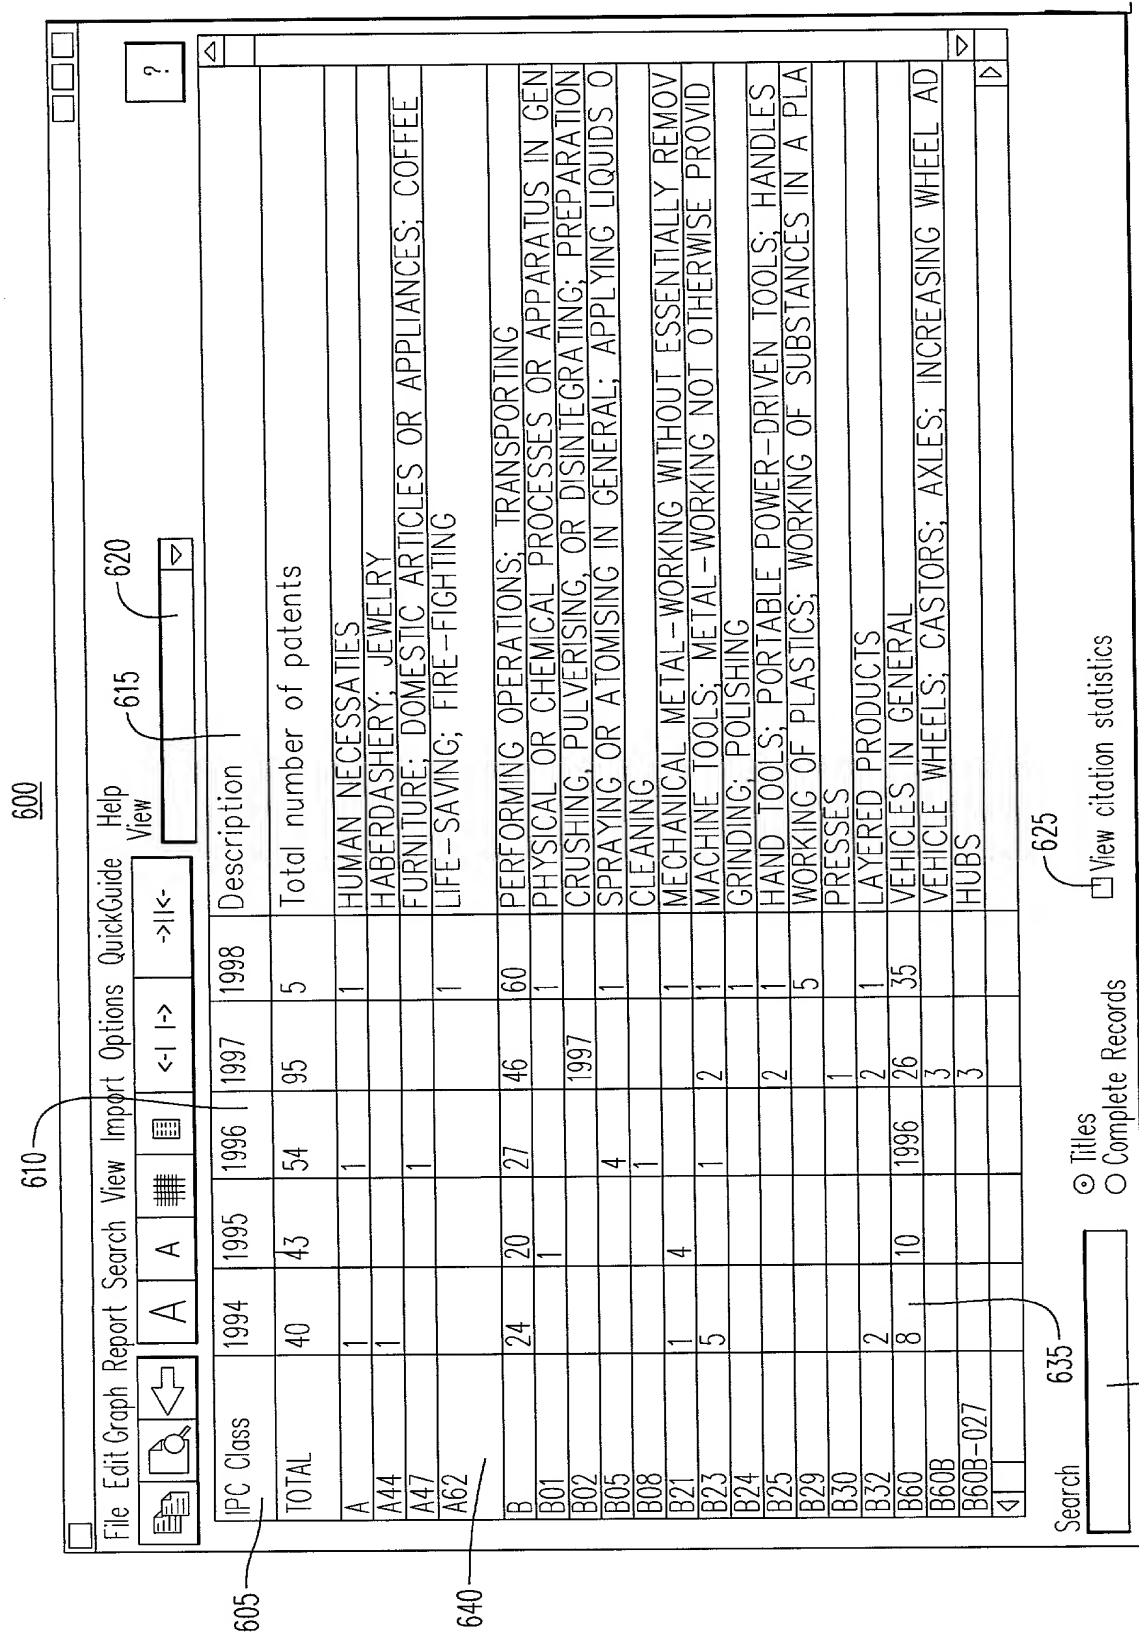 600
File Edit Graph Report Search View Import Options QuickGuide Help
A A <-| |-> ->||<- View ?
610 615 620
605 IPC Class 1994 1995 1996 1997 1998 Description
TOTAL 40 43 54 95 5 Total number of patents
A 1 1 1 HUMAN NECESSATIES
A44 1 HABERDASHERY; JEWELRY
A47 1 FURNITURE; DOMESTIC ARTICLES OR APPLIANCES; COFFEE
A62 1 LIFE-SAVING; FIRE-FIGHTING
640
B 24 20 27 46 60 PERFORMING OPERATIONS; TRANSPORTING
B01 1 1 PHYSICAL OR CHEMICAL PROCESSES OR APPARATUS IN GEN
B02 1997 CRUSHING, PULVERISING, OR DISINTEGRATING; PREPARATION
B05 4 1 SPRAYING OR ATOMISING IN GENERAL; APPLYING LIQUIDS O
B08 1 CLEANING
B21 1 4 1 MECHANICAL METAL-WORKING WITHOUT ESSENTIALLY REMOV
B23 5 1 2 1 MACHINE TOOLS; METAL-WORKING NOT OTHERWISE PROVID
B24 1 GRINDING; POLISHING
B25 2 1 HAND TOOLS; PORTABLE POWER-DRIVEN TOOLS; HANDLES
B29 5 WORKING OF PLASTICS; WORKING OF SUBSTANCES IN A PLA
B30 1 PRESSES
B32 2 2 1 LAYERED PRODUCTS
B60 8 10 1996 26 35 VEHICLES IN GENERAL
B60B 3 VEHICLE WHEELS; CASTORS; AXLES; INCREASING WHEEL AD
B60B-027 3 HUBS
635 625
Search Titles View citation statistics
Complete Records